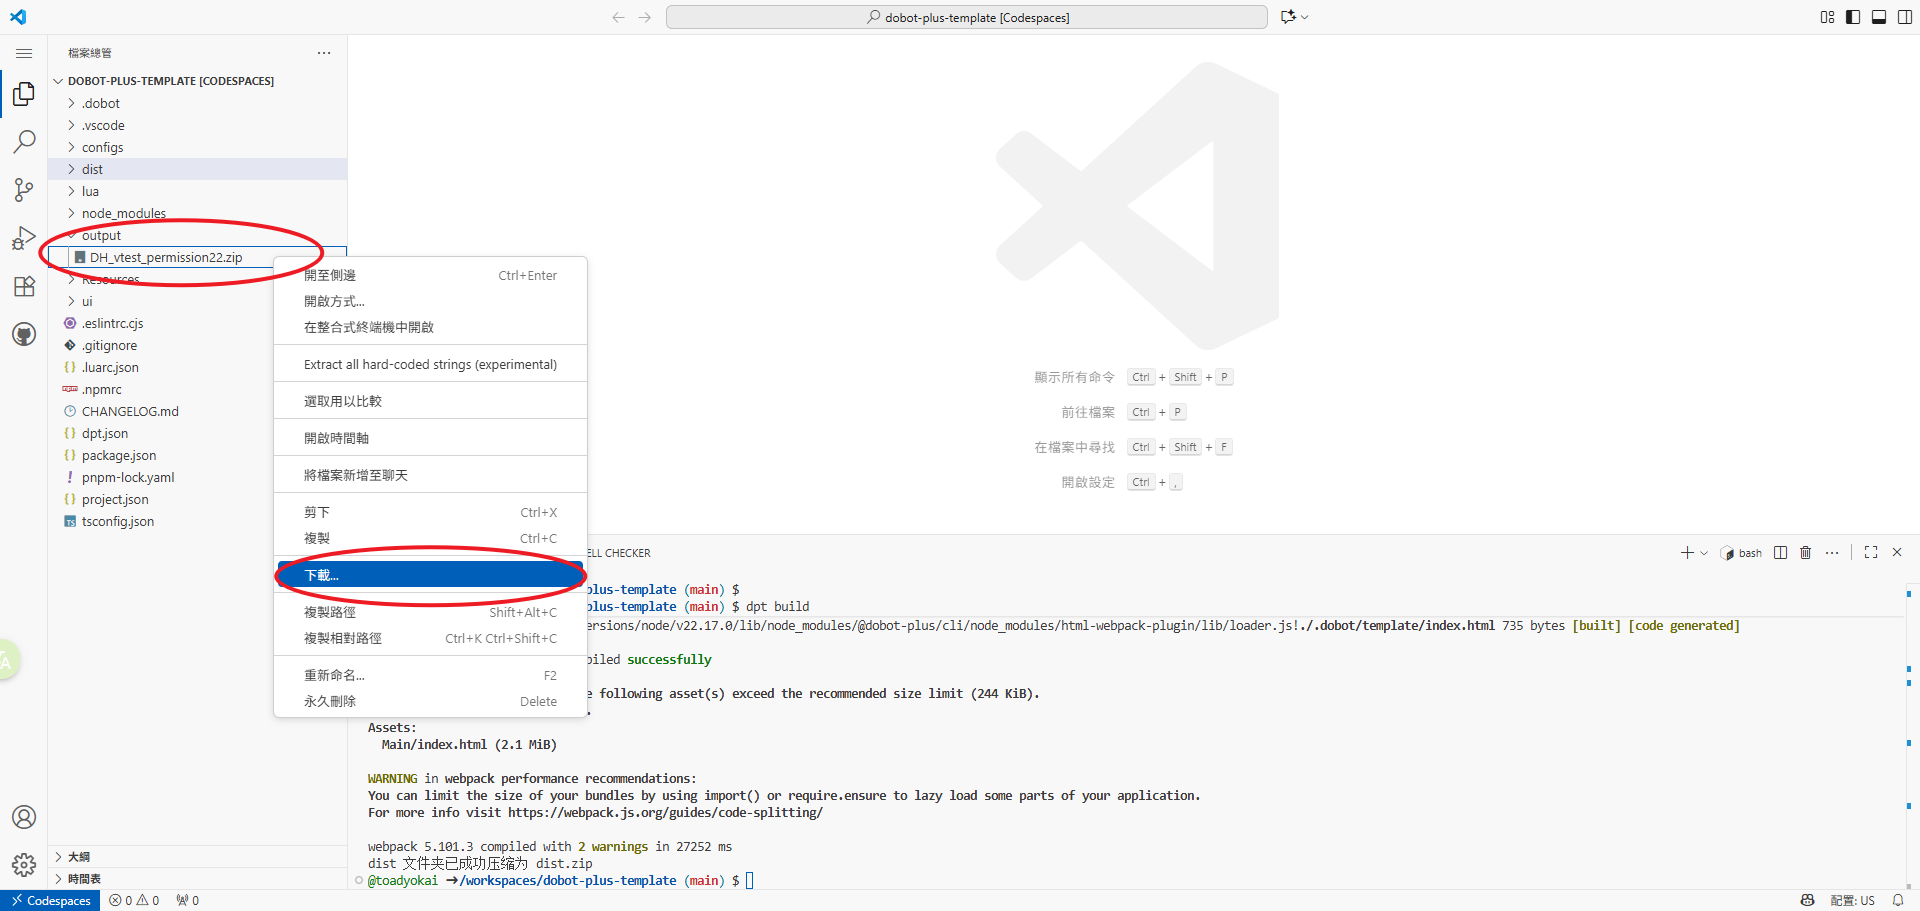 dobot-plus-template [Codespaces]
檔案總管
DOBOT-PLUS-TEMPLATE [CODESPACES]
.dobot
.vscode
configs
dist
lua
node_modules
output
DH_vtest_permission22.zip
Resources
ui
.eslintrc.cjs
.gitignore
.luarc.json
.npmrc
CHANGELOG.md
dpt.json
package.json
pnpm-lock.yaml
project.json
tsconfig.json
大綱
時間表
開至側邊 Ctrl+Enter
開啟方式...
在整合式終端機中開啟
Extract all hard-coded strings (experimental)
選取用以比較
開啟時間軸
將檔案新增至聊天
剪下 Ctrl+X
複製 Ctrl+C
下載...
複製路徑 Shift+Alt+C
複製相對路徑 Ctrl+K Ctrl+Shift+C
重新命名... F2
永久刪除 Delete
顯示所有命令 Ctrl + Shift + P
前往檔案 Ctrl + P
在檔案中尋找 Ctrl + Shift + F
開啟設定 Ctrl + ,
ELL CHECKER
bash
plus-template (main) $
plus-template (main) $ dpt build
ersions/node/v22.17.0/lib/node_modules/@dobot-plus/cli/node_modules/html-webpack-plugin/lib/loader.js!./.dobot/template/index.html 735 bytes [built] [code generated]
piled successfully
e following asset(s) exceed the recommended size limit (244 KiB).
.
Assets:
Main/index.html (2.1 MiB)
WARNING in webpack performance recommendations:
You can limit the size of your bundles by using import() or require.ensure to lazy load some parts of your application.
For more info visit https://webpack.js.org/guides/code-splitting/
webpack 5.101.3 compiled with 2 warnings in 27252 ms
dist 文件夹已成功压缩为 dist.zip
@toadyokai →/workspaces/dobot-plus-template (main) $
Codespaces 0 0 0
配置: US